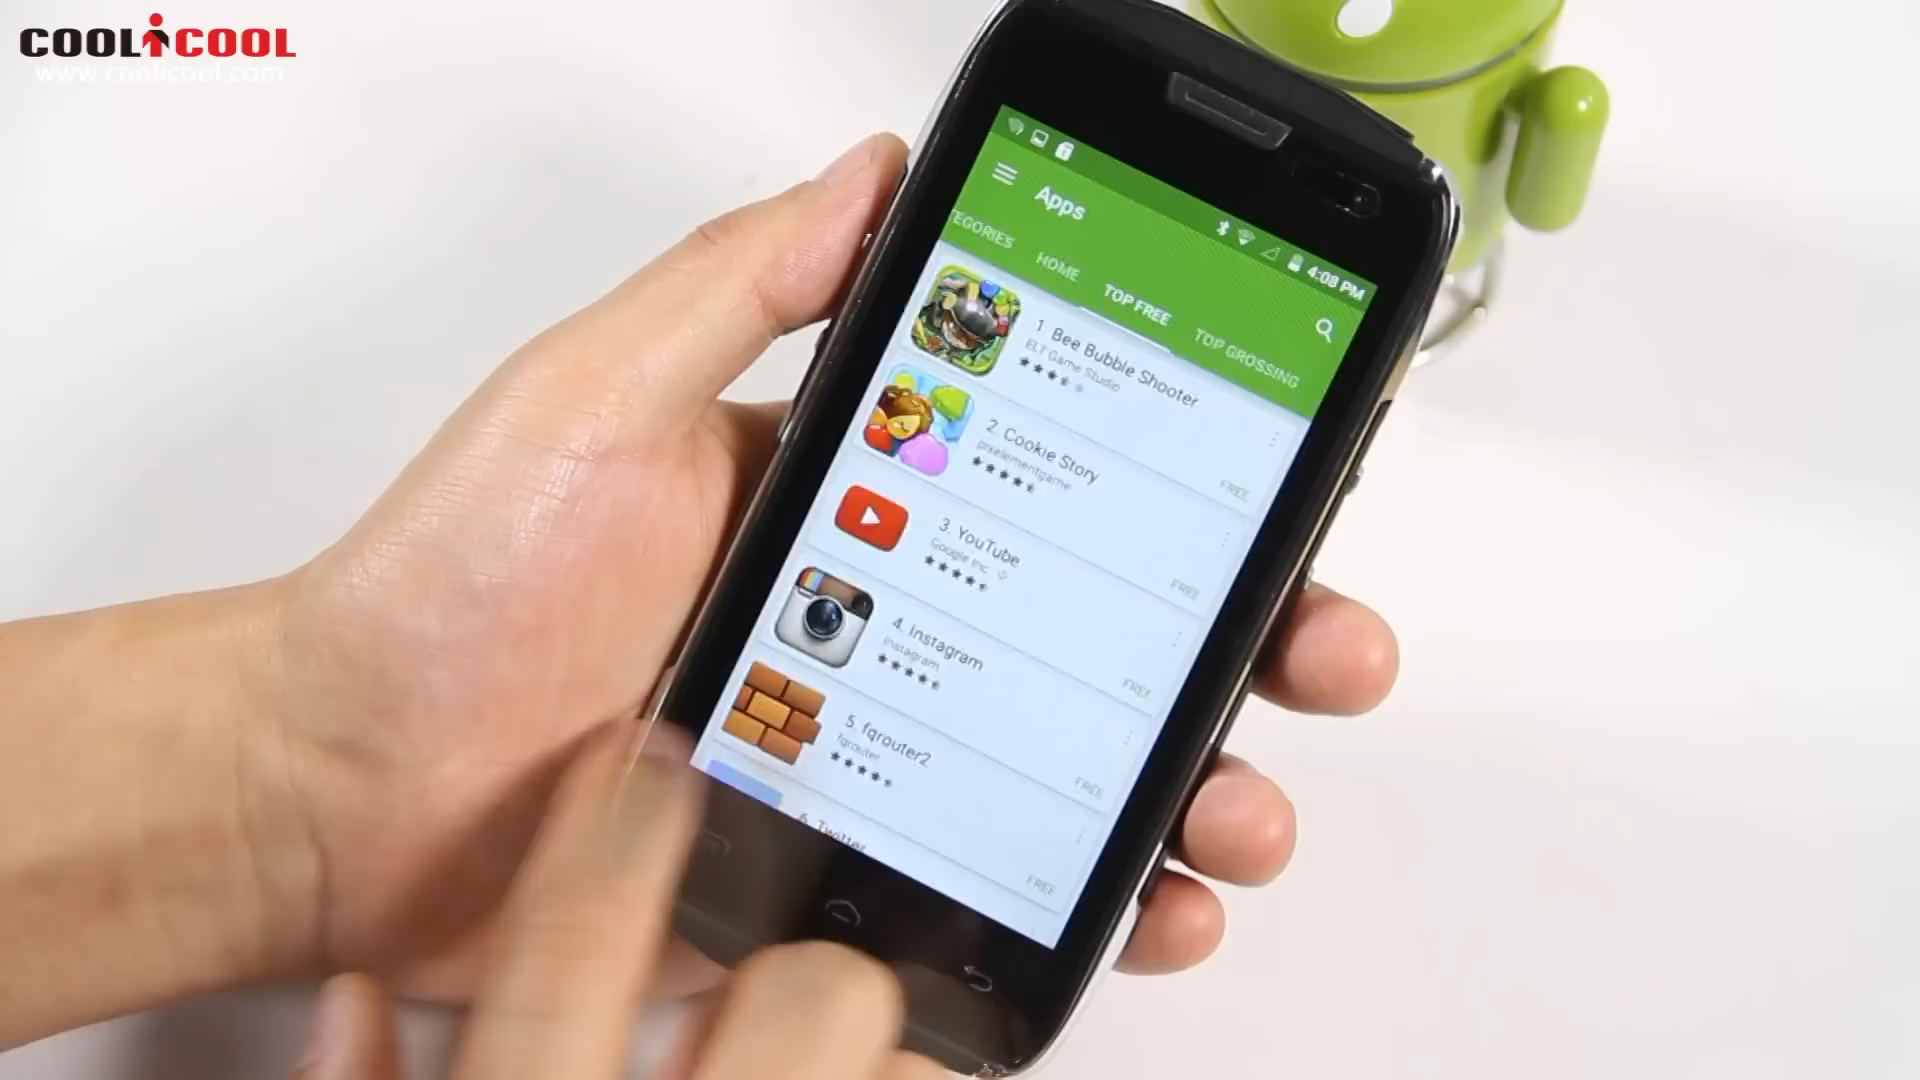 COOLiCOOL
www.coolicool.com
4:08 PM
Apps
TEGORIES
HOME
TOP FREE
TOP GROSSING
1. Bee Bubble Shooter
ELT Game Studio
FREE
2. Cookie Story
pixelementgame
FREE
3. YouTube
Google Inc.
FREE
4. Instagram
Instagram
FREE
5. fqrouter2
fqrouter
FREE
6. Twitter
FREE